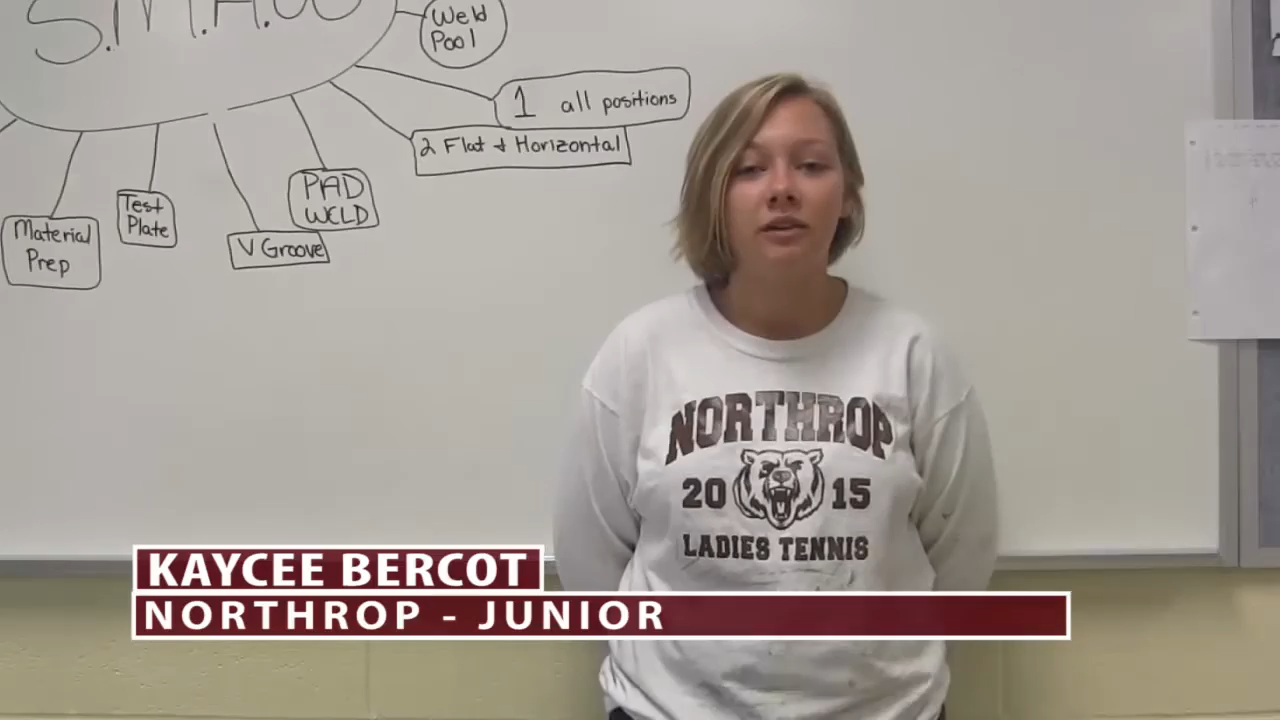 S.M.A.W
Weld
Pool
1 all positions
2 Flat & Horizontal
PAD
WELD
Test
Plate
Material
Prep
V Groove
NORTHROP
20 15
LADIES TENNIS
KAYCEE BERCOT
NORTHROP - JUNIOR